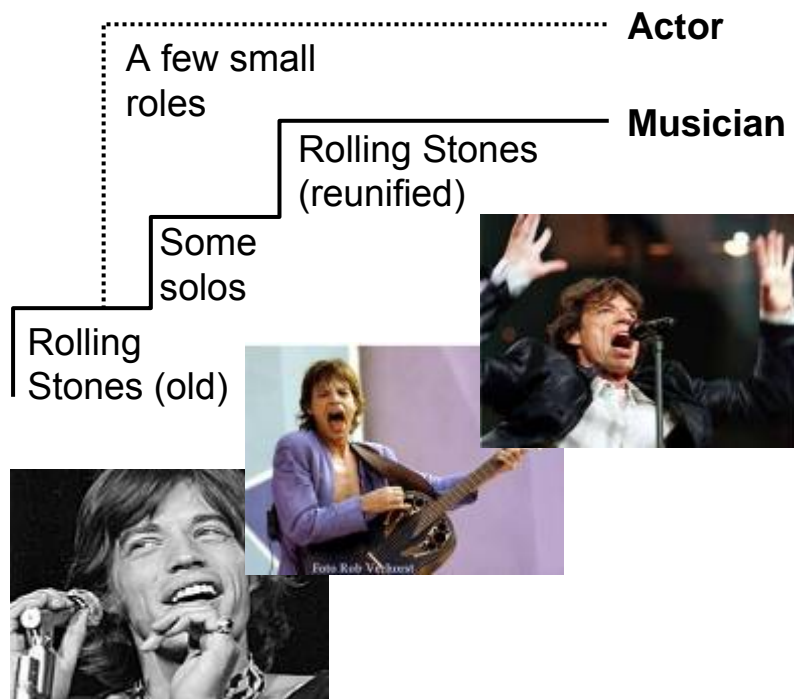 Actor
A few small
roles
Musician
Rolling Stones
(reunified)
Some
solos
Rolling
Stones (old)
Foto Rob Verhorst